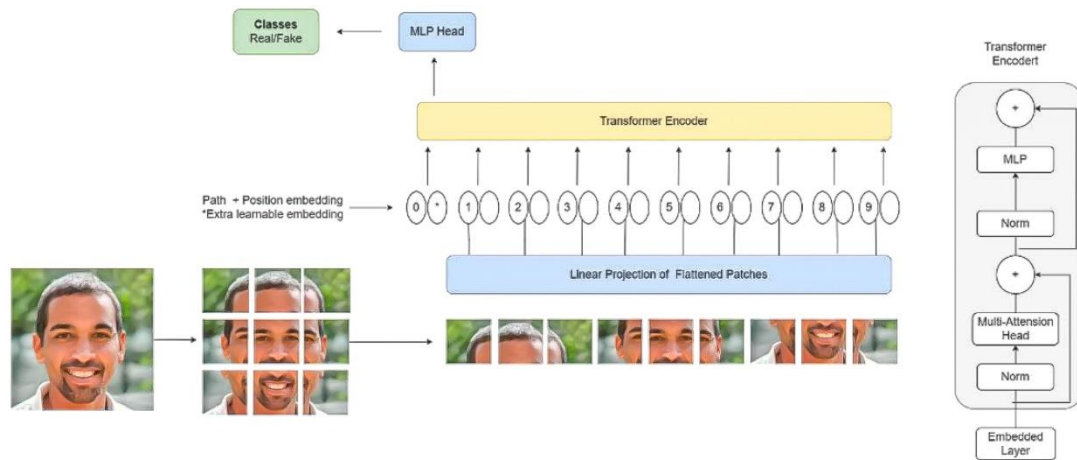 Classes
Real/Fake
MLP Head
Transformer Encoder
Path + Position embedding
*Extra learnable embedding
0 * 1 2 3 4 5 6 7 8 9
Linear Projection of Flattened Patches
Transformer
Encodert
+
MLP
Norm
+
Multi-Attension
Head
Norm
Embedded
Layer